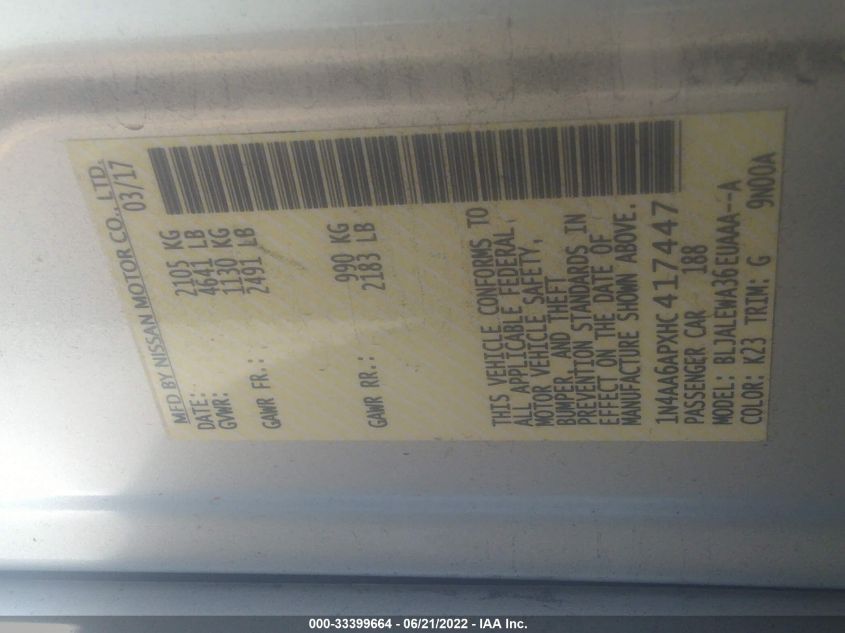 MFD BY NISSAN MOTOR CO., LTD.
DATE: 03/17
GVWR: 2105 KG
4641 LB
GAWR FR.: 1130 KG
2491 LB
GAWR RR.: 990 KG
2183 LB
THIS VEHICLE CONFORMS TO
ALL APPLICABLE FEDERAL
MOTOR VEHICLE SAFETY,
BUMPER, AND THEFT
PREVENTION STANDARDS IN
EFFECT ON THE DATE OF
MANUFACTURE SHOWN ABOVE.
1N4AA6APXHC417447
PASSENGER CAR 188
MODEL: BLJALEWA36EUAAA--A
COLOR: K23 TRIM: G 9N00A
000-33399664 - 06/21/2022 - IAA Inc.